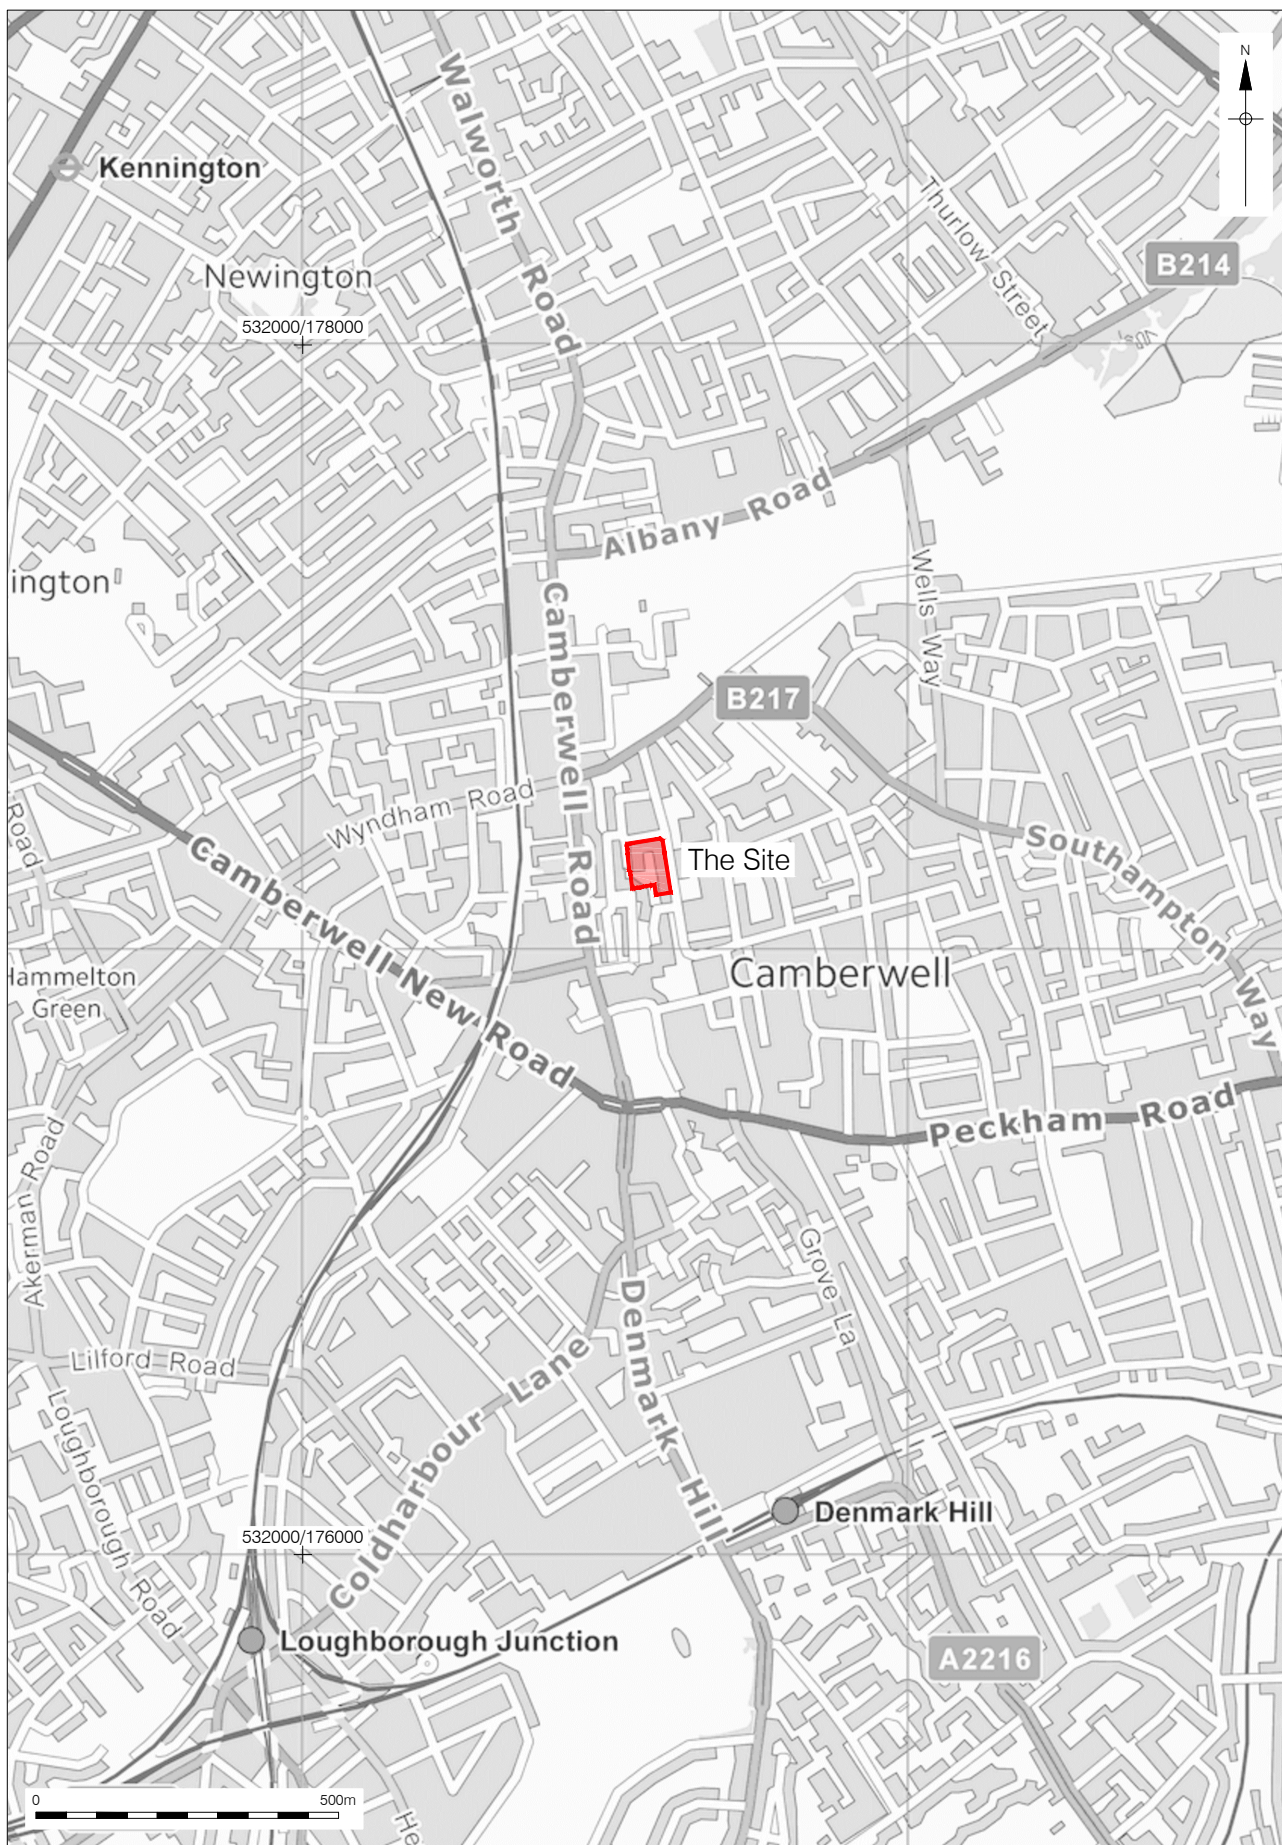 N
Walworth Road
Kennington
Thurlow Street
Newington
B214
532000/178000
Albany Road
ington
Camberwell Road
Wells Way
B217
Wyndham Road
Road
Camberwell New Road
The Site
Southampton Way
Hammelton
Green
Camberwell
Peckham Road
Akerman Road
Grove La
Denmark Hill
Lilford Road
Coldharbour Lane
Loughborough Road
Denmark Hill
532000/176000
Loughborough Junction
A2216
0 500m
He